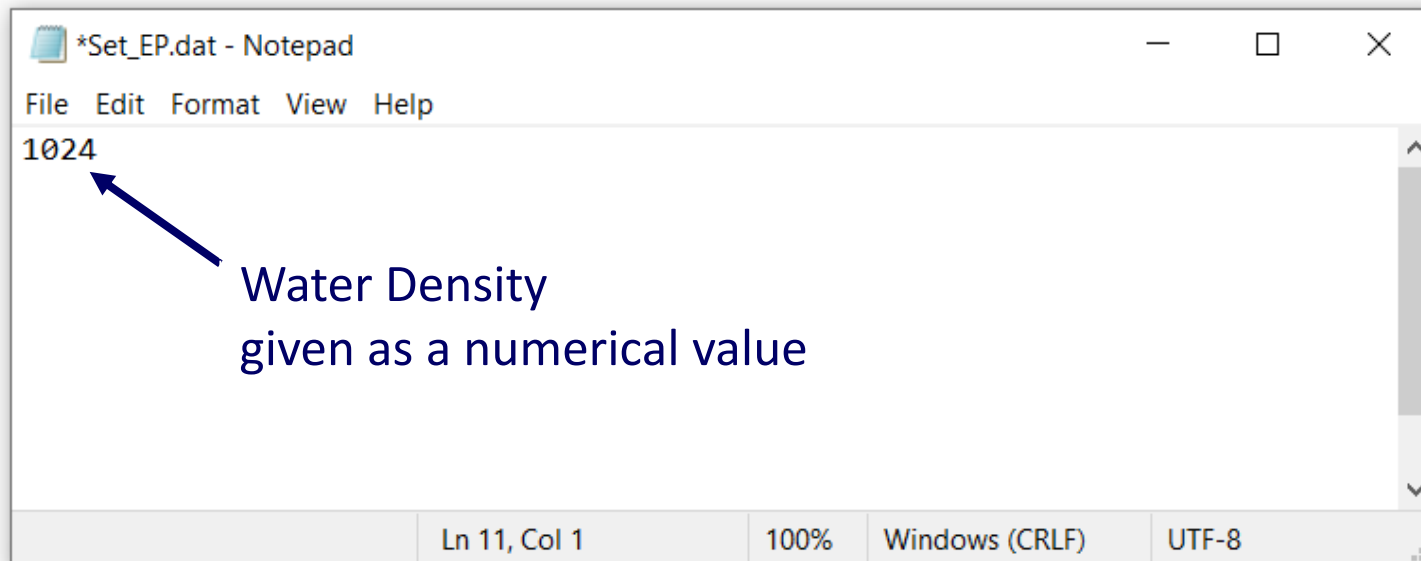 *Set_EP.dat - Notepad
File Edit Format View Help
1024
Water Density
given as a numerical value
Ln 11, Col 1 100% Windows (CRLF) UTF-8